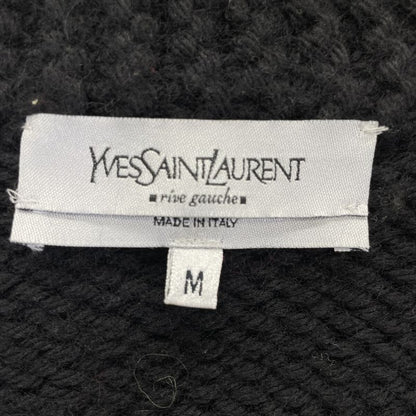 YVESSAINTLAURENT
rive gauche
MADE IN ITALY
M